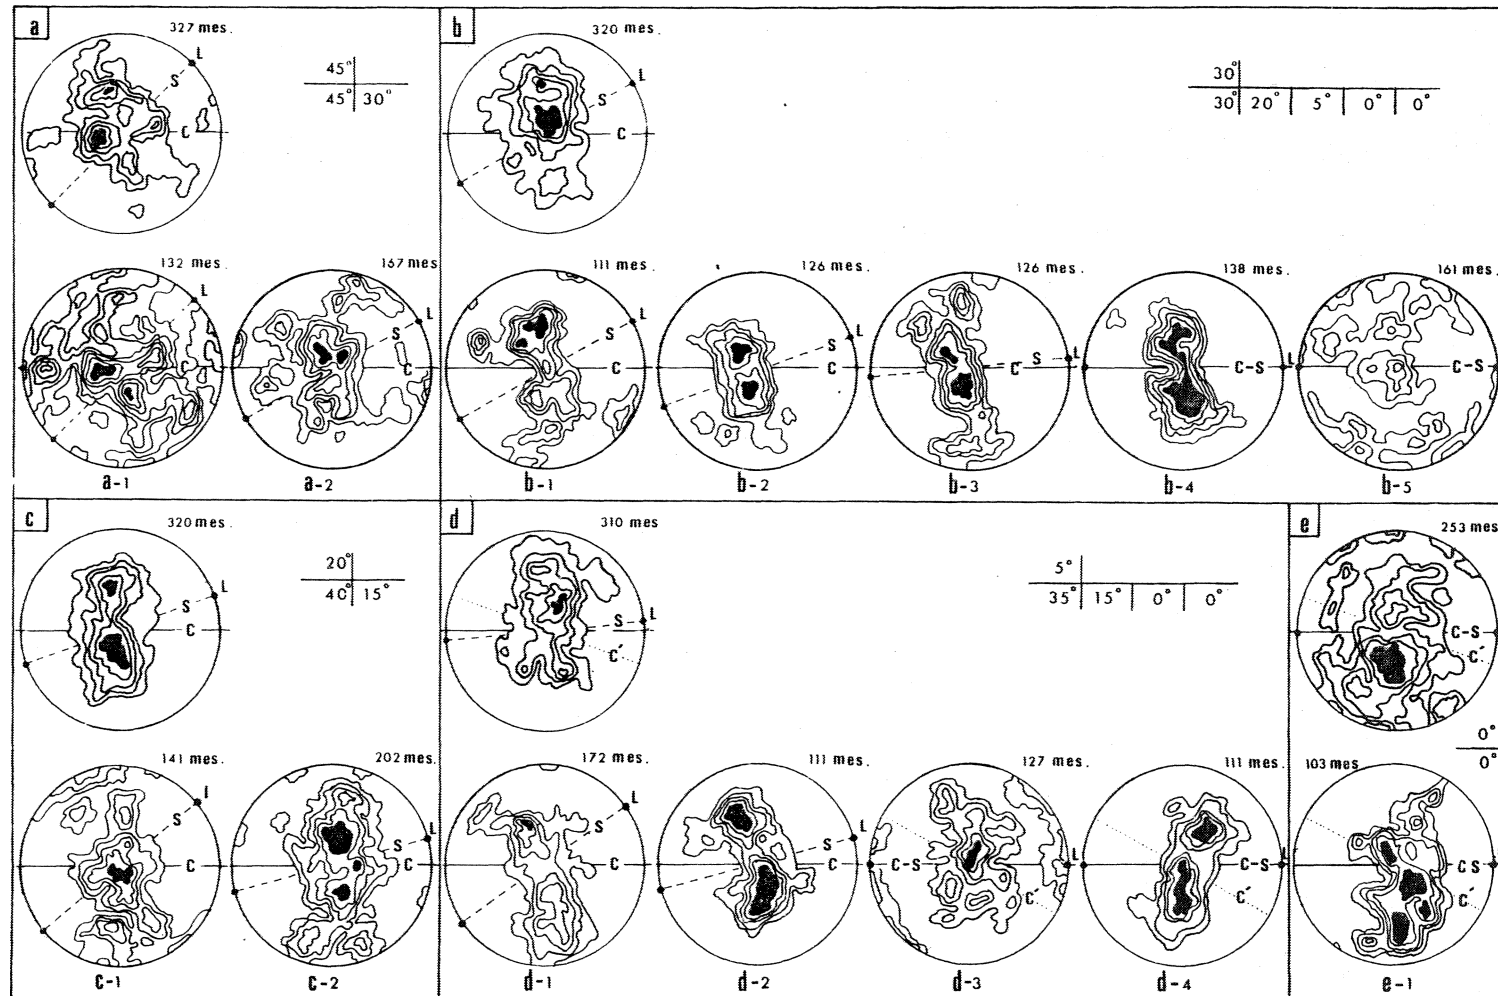 a
327 mes.
L
S
C
45°
45° 30°
b
320 mes.
L
S
C
30°
30° 20° 5° 0° 0°
132 mes.
L
S
C
a-1
167 mes
L
S
C
a-2
111 mes.
L
S
C
b-1
126 mes.
L
S
C
b-2
126 mes.
L
S
C
b-3
138 mes.
L
C-S
b-4
161 mes.
C-S
b-5
c
320 mes.
L
S
C
20°
40° 15°
d
310 mes.
L
S
C
C'
5°
35° 15° 0° 0°
e
253 mes
C-S
C'
0°
0°
141 mes.
L
S
C
c-1
202 mes.
L
S
C
c-2
172 mes.
L
S
C
d-1
111 mes.
L
S
C
d-2
127 mes.
L
C-S
C'
d-3
111 mes.
L
C-S
C'
d-4
103 mes.
C S
C'
e-1